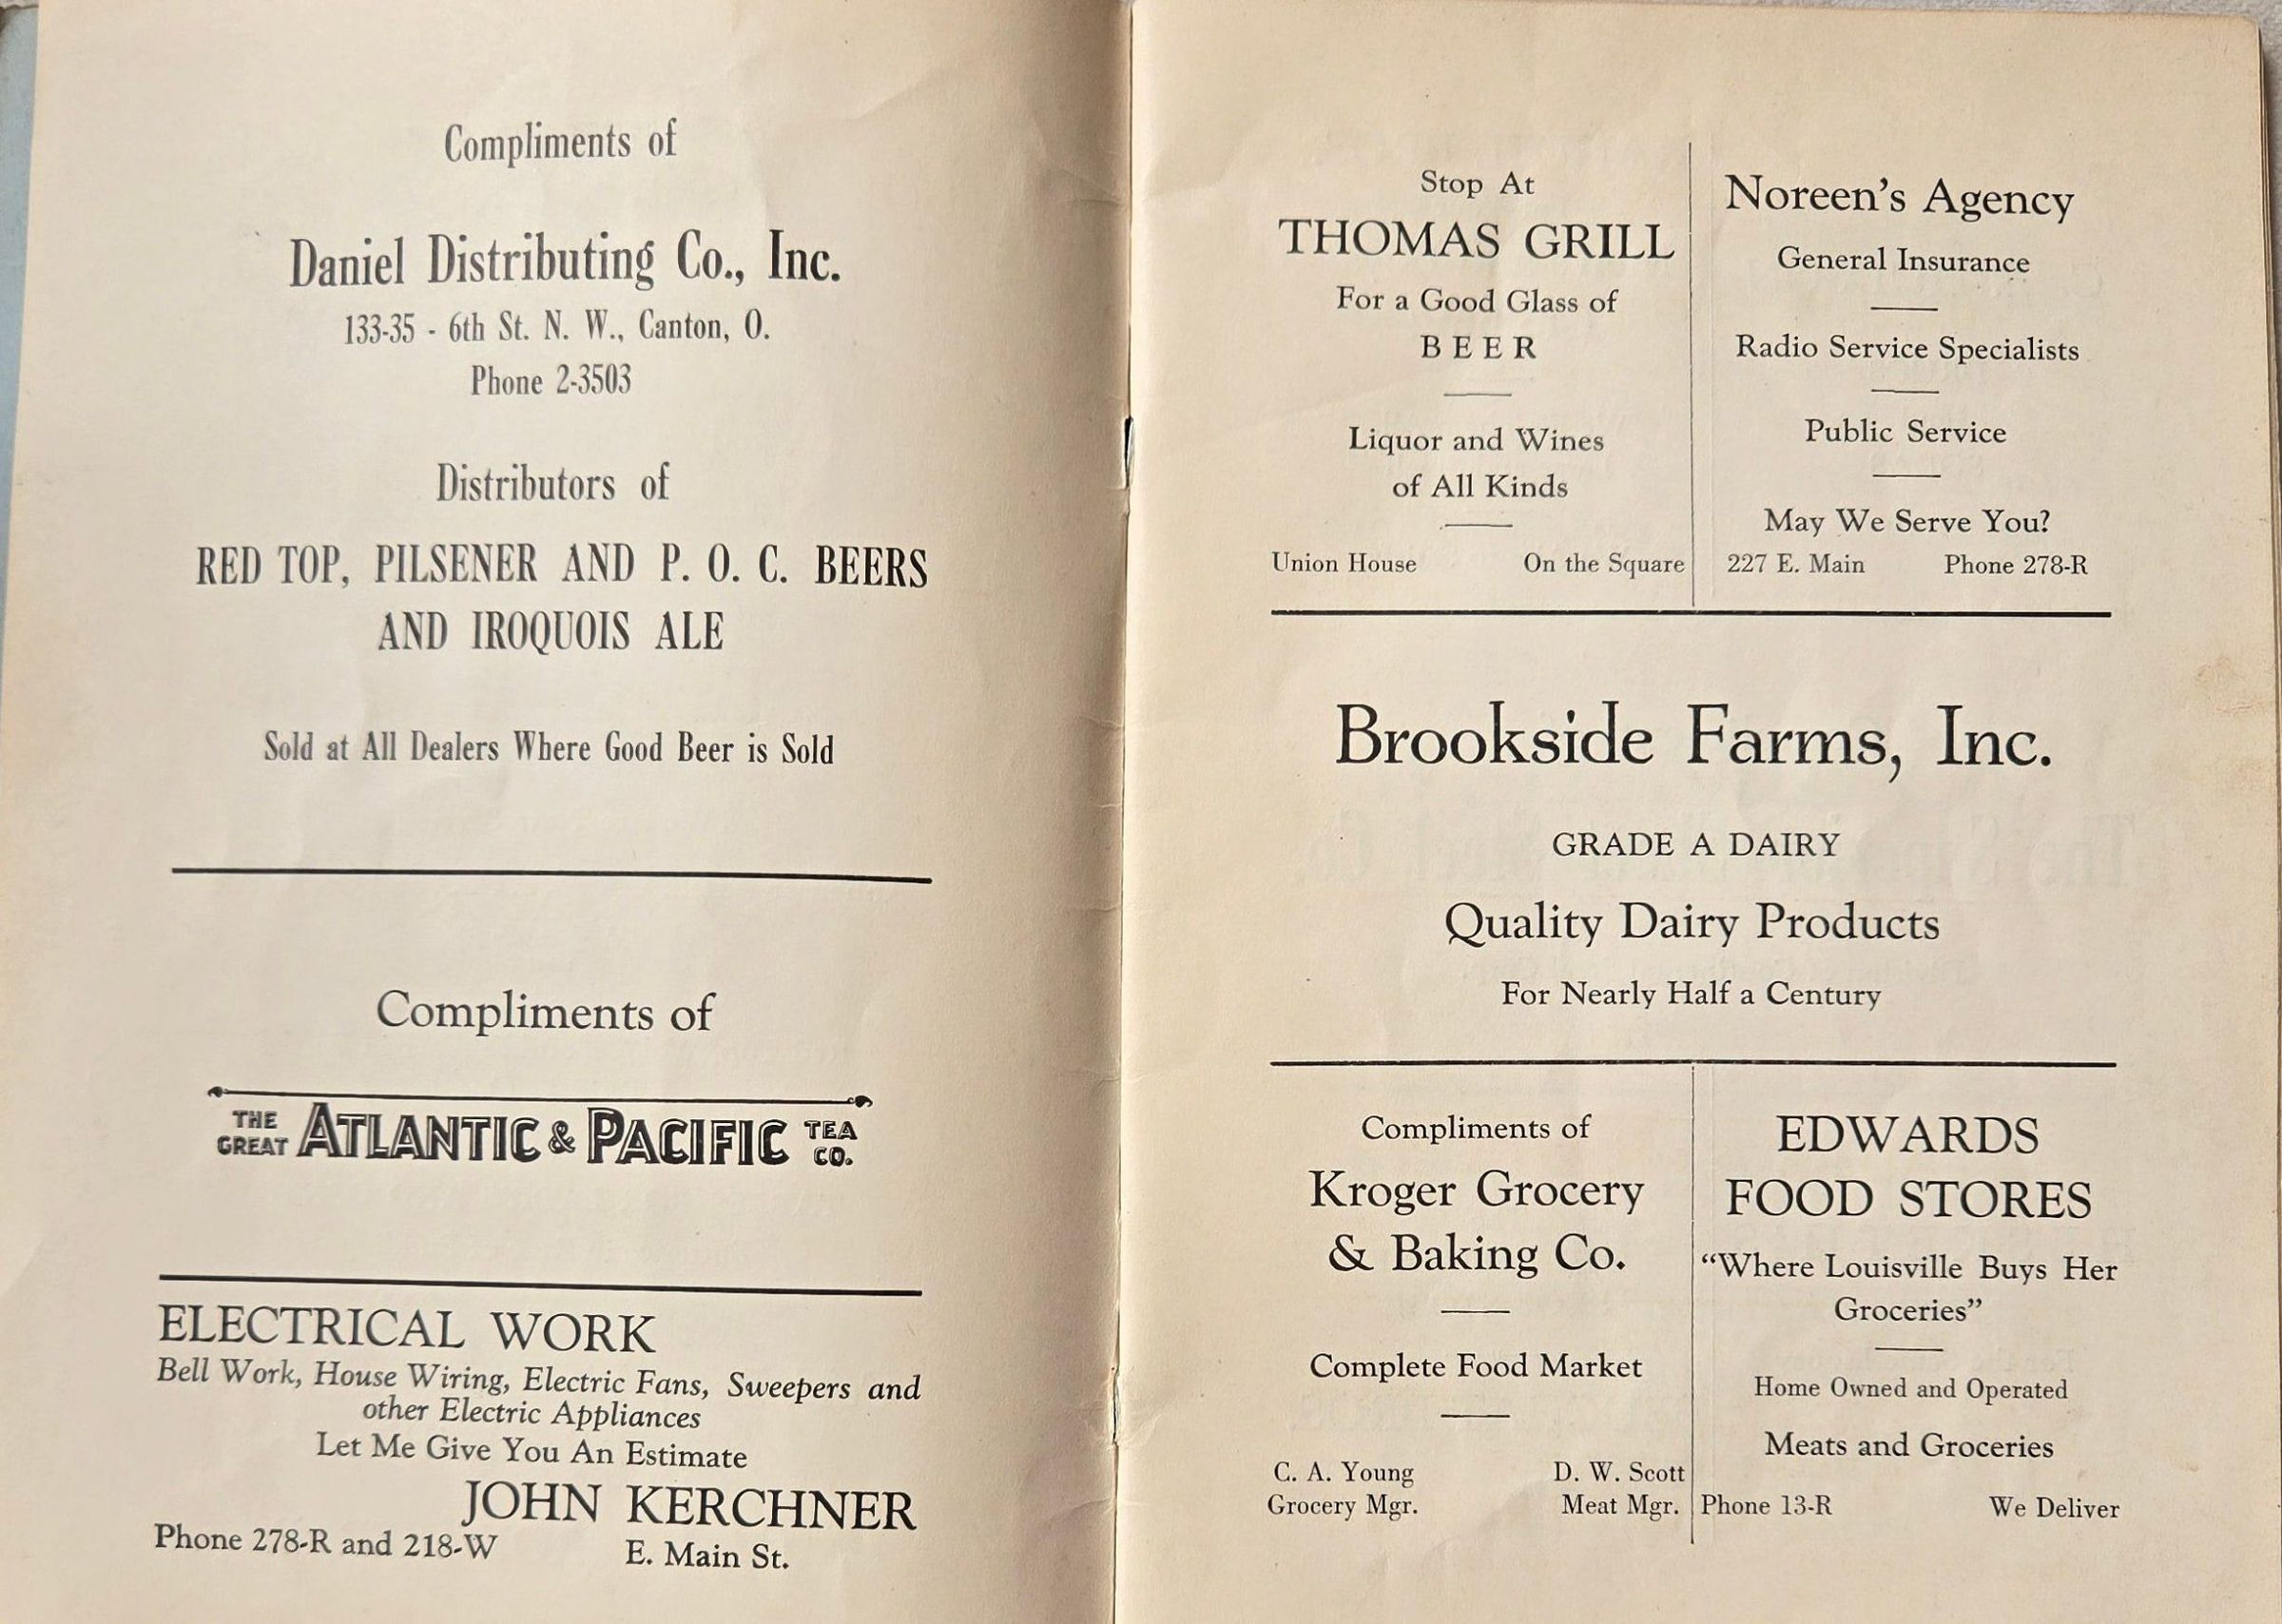 Compliments of
Daniel Distributing Co., Inc.
133-35 - 6th St. N. W., Canton, O.
Phone 2-3503
Distributors of
RED TOP, PILSENER AND P. O. C. BEERS
AND IROQUOIS ALE
Sold at All Dealers Where Good Beer is Sold
Compliments of
THE GREAT ATLANTIC & PACIFIC TEA CO.
ELECTRICAL WORK
Bell Work, House Wiring, Electric Fans, Sweepers and
other Electric Appliances
Let Me Give You An Estimate
JOHN KERCHNER
Phone 278-R and 218-W E. Main St.
Stop At
THOMAS GRILL
For a Good Glass of
BEER
Liquor and Wines
of All Kinds
Union House On the Square
Noreen's Agency
General Insurance
Radio Service Specialists
Public Service
May We Serve You?
227 E. Main Phone 278-R
Brookside Farms, Inc.
GRADE A DAIRY
Quality Dairy Products
For Nearly Half a Century
Compliments of
Kroger Grocery
& Baking Co.
Complete Food Market
C. A. Young D. W. Scott
Grocery Mgr. Meat Mgr.
EDWARDS
FOOD STORES
"Where Louisville Buys Her
Groceries"
Home Owned and Operated
Meats and Groceries
Phone 13-R We Deliver